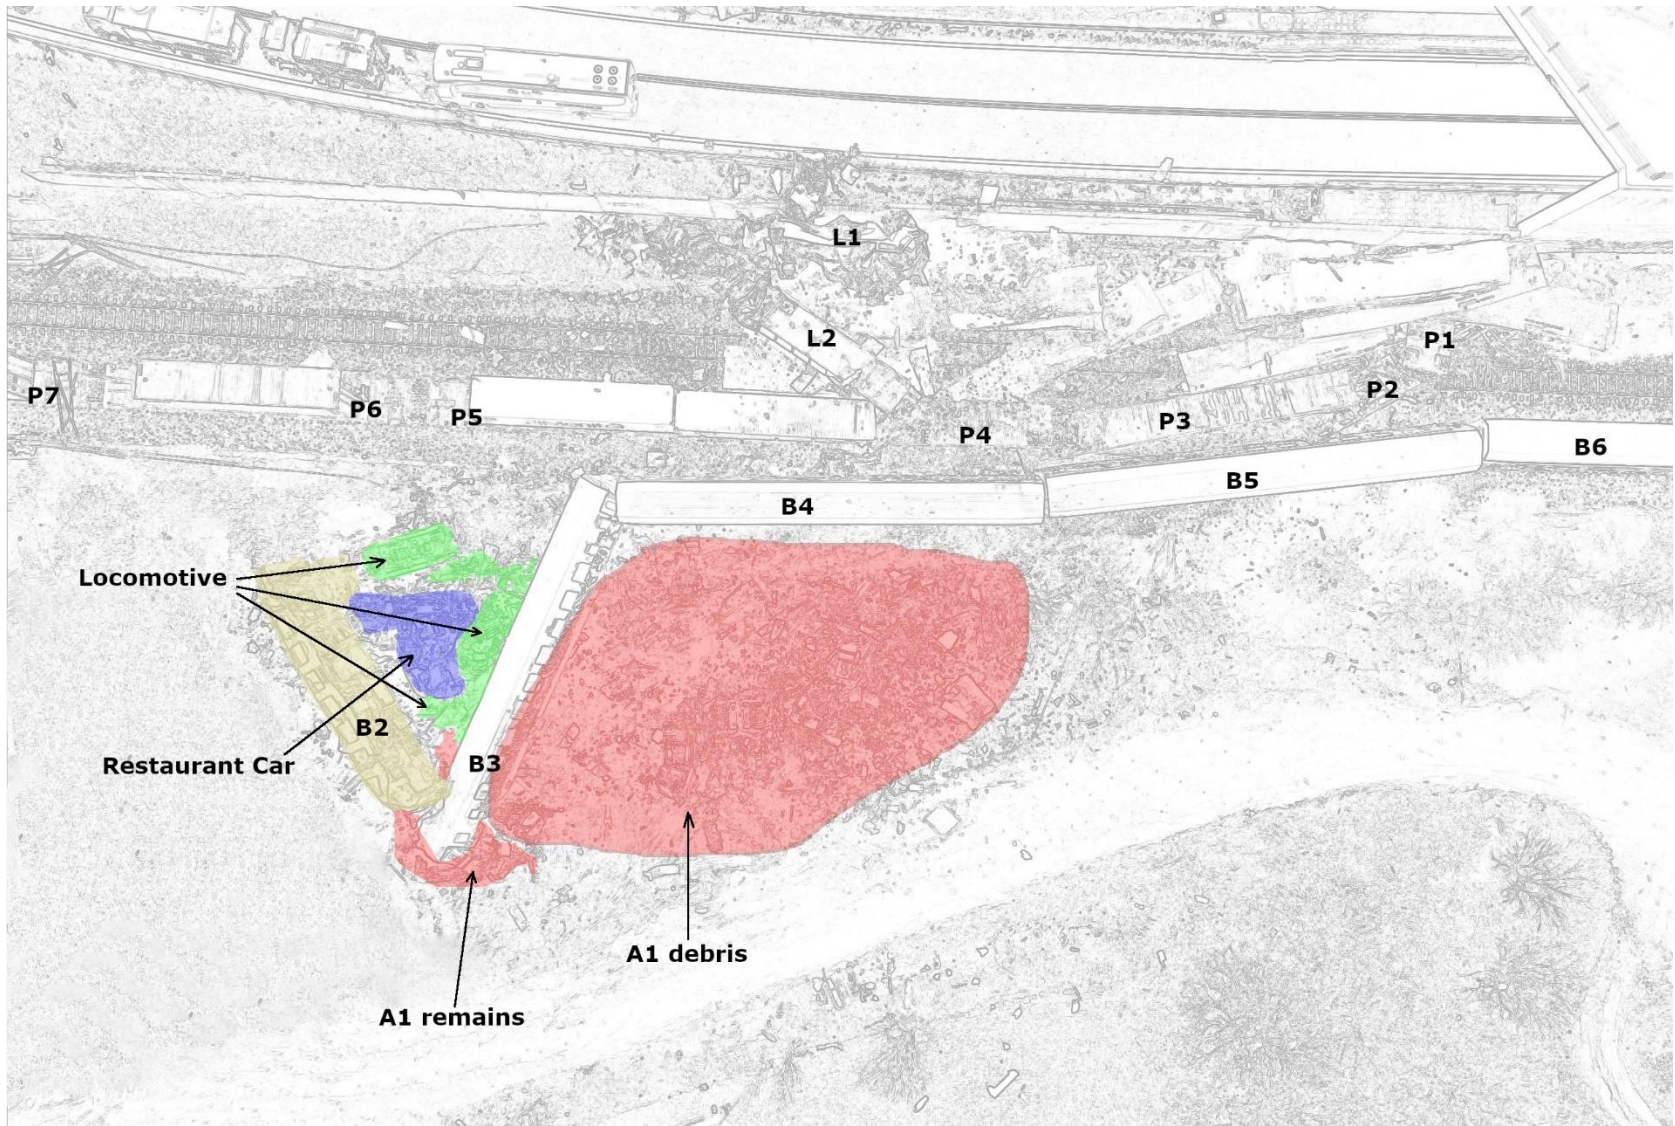 L1
L2
P1
P2
P7
P6
P5
P4
P3
B6
B5
B4
Locomotive
B2
Restaurant Car
B3
A1 debris
A1 remains